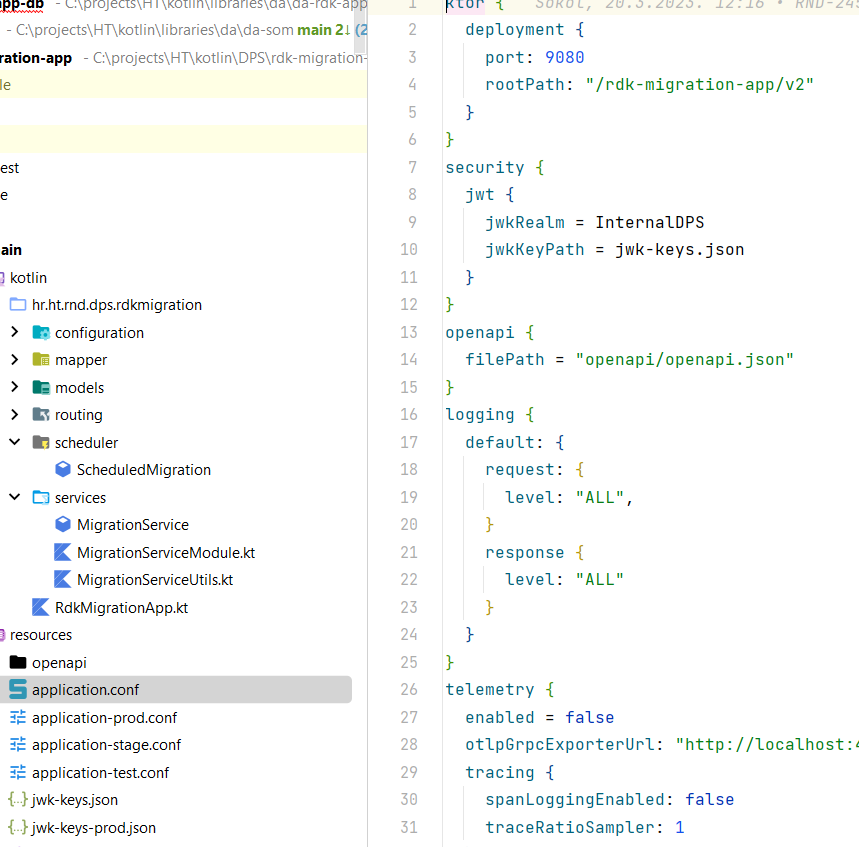 app-db - C:\projects\HT\kotlin\libraries\da\da-rdk-app
- C:\projects\HT\kotlin\libraries\da\da-som main 2↓ (2
ration-app - C:\projects\HT\kotlin\DPS\rdk-migration-
le
est
e
ain
kotlin
hr.ht.rnd.dps.rdkmigration
configuration
mapper
models
routing
scheduler
ScheduledMigration
services
MigrationService
MigrationServiceModule.kt
MigrationServiceUtils.kt
RdkMigrationApp.kt
resources
openapi
application.conf
application-prod.conf
application-stage.conf
application-test.conf
jwk-keys.json
jwk-keys-prod.json
1 ktor { Sokol, 20.3.2023. 12:16 • RND-245
2 deployment {
3 port: 9080
4 rootPath: "/rdk-migration-app/v2"
5 }
6 }
7 security {
8 jwt {
9 jwkRealm = InternalDPS
10 jwkKeyPath = jwk-keys.json
11 }
12 }
13 openapi {
14 filePath = "openapi/openapi.json"
15 }
16 logging {
17 default: {
18 request: {
19 level: "ALL",
20 }
21 response {
22 level: "ALL"
23 }
24 }
25 }
26 telemetry {
27 enabled = false
28 otlpGrpcExporterUrl: "http://localhost:4
29 tracing {
30 spanLoggingEnabled: false
31 traceRatioSampler: 1